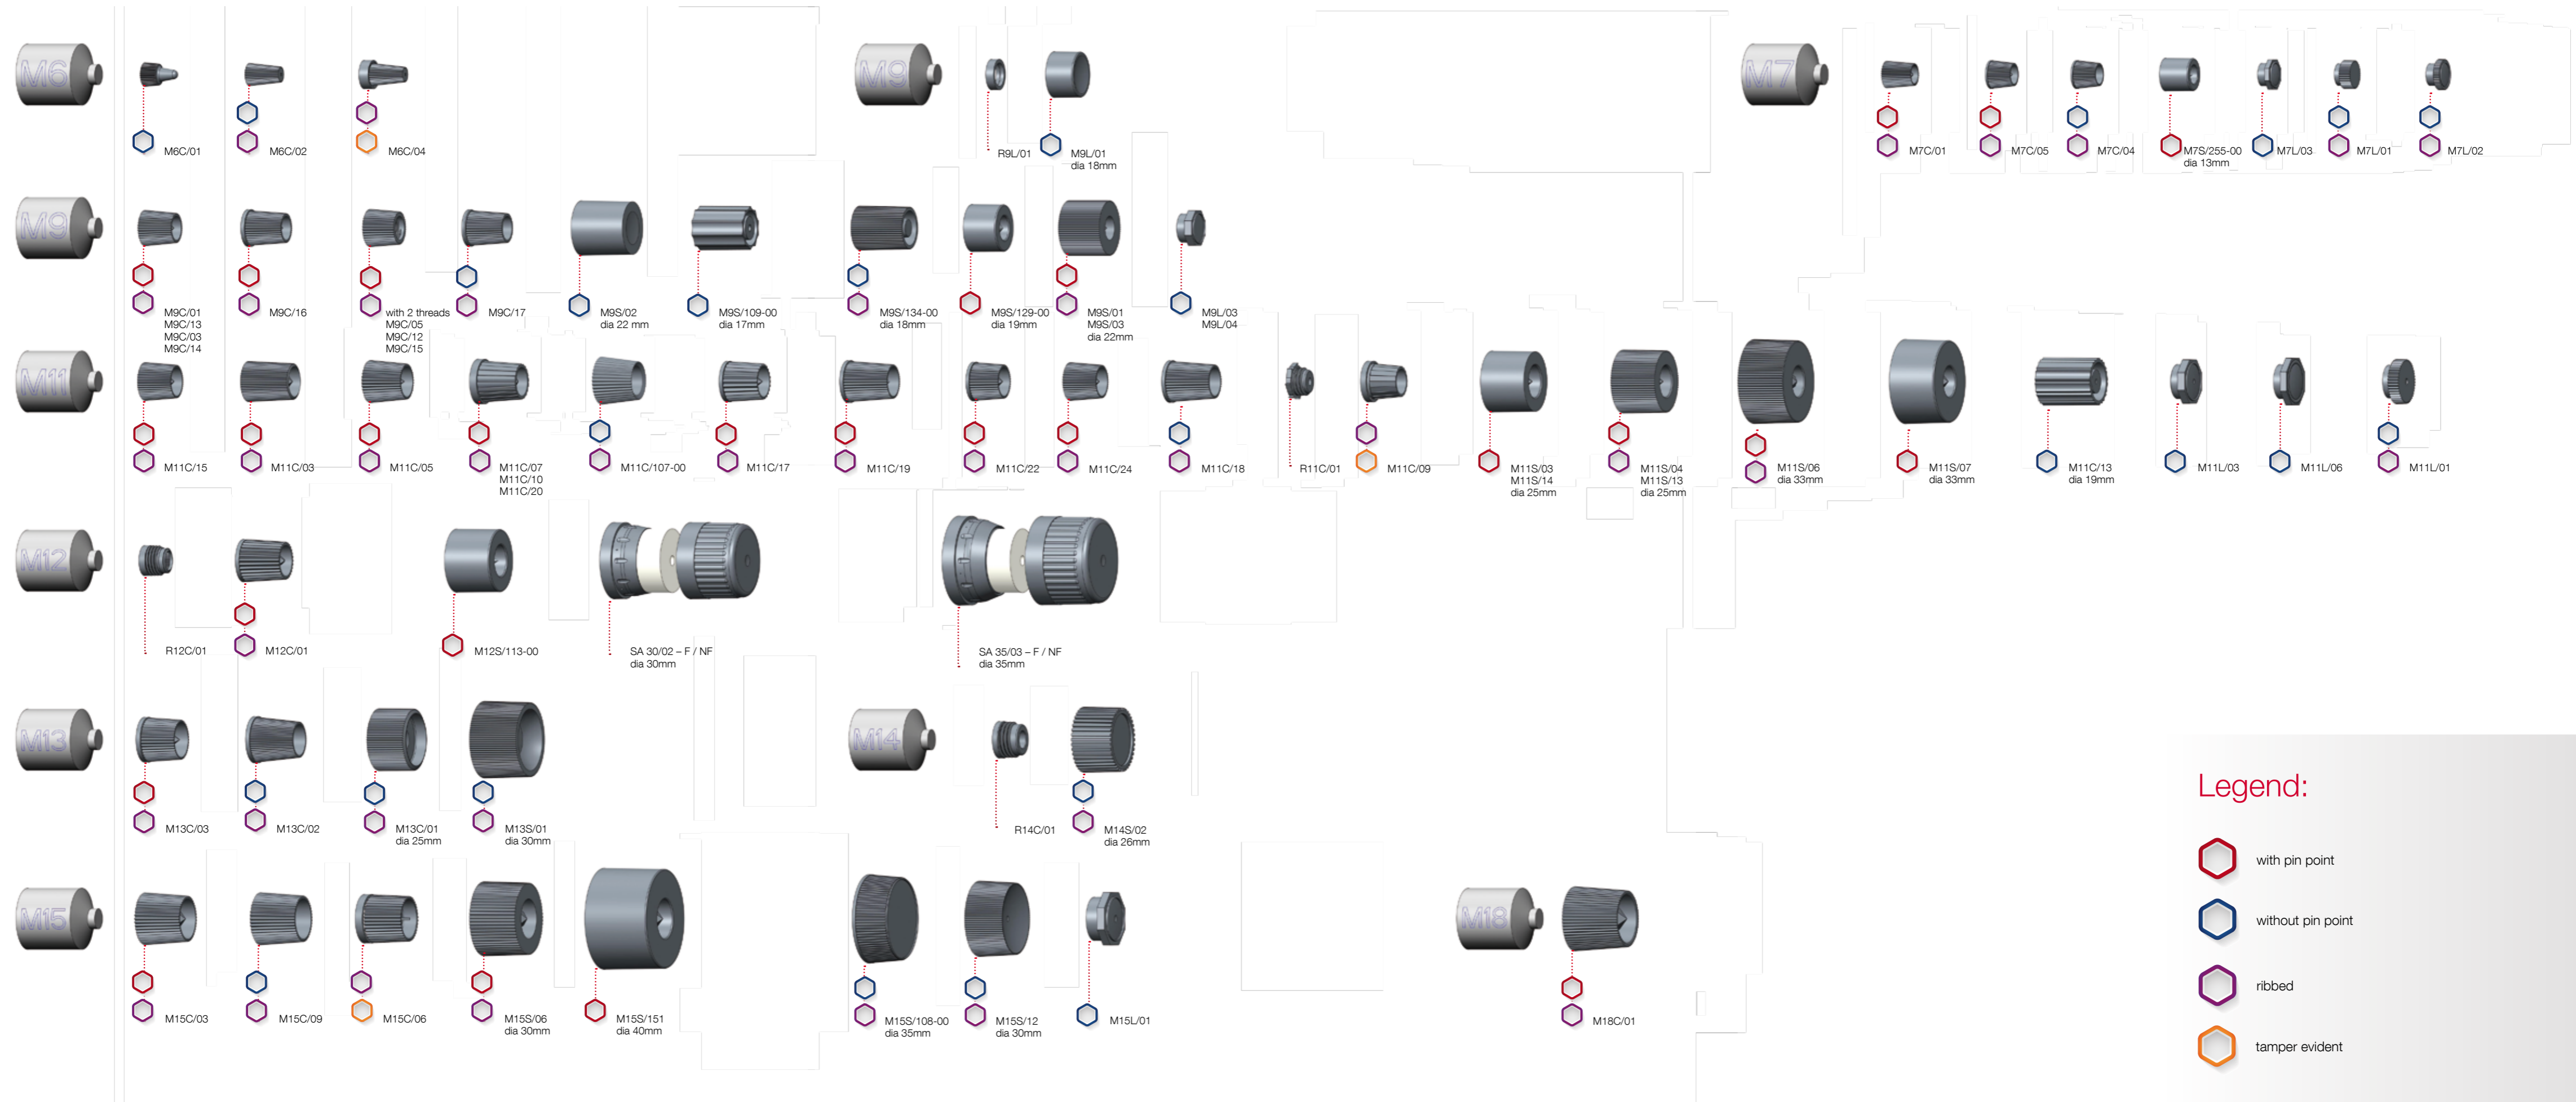 M6
M6C/01
M6C/02
M6C/04
M9
R9L/01
M9L/01
dia 18mm
M7
M7C/01
M7C/05
M7C/04
M7S/255-00
dia 13mm
M7L/03
M7L/01
M7L/02
M9
M9C/01
M9C/13
M9C/03
M9C/14
M9C/16
with 2 threads
M9C/05
M9C/12
M9C/15
M9C/17
M9S/02
dia 22 mm
M9S/109-00
dia 17mm
M9S/134-00
dia 18mm
M9S/129-00
dia 19mm
M9S/01
M9S/03
dia 22mm
M9L/03
M9L/04
M11
M11C/15
M11C/03
M11C/05
M11C/07
M11C/10
M11C/20
M11C/107-00
M11C/17
M11C/19
M11C/22
M11C/24
M11C/18
R11C/01
M11C/09
M11S/03
M11S/14
dia 25mm
M11S/04
M11S/13
dia 25mm
M11S/06
dia 33mm
M11S/07
dia 33mm
M11C/13
dia 19mm
M11L/03
M11L/06
M11L/01
M12
R12C/01
M12C/01
M12S/113-00
SA 30/02 – F / NF
dia 30mm
SA 35/03 – F / NF
dia 35mm
M13
M13C/03
M13C/02
M13C/01
dia 25mm
M13S/01
dia 30mm
M14
R14C/01
M14S/02
dia 26mm
M15
M15C/03
M15C/09
M15C/06
M15S/06
dia 30mm
M15S/151
dia 40mm
M15S/108-00
dia 35mm
M15S/12
dia 30mm
M15L/01
M18
M18C/01
Legend:
with pin point
without pin point
ribbed
tamper evident